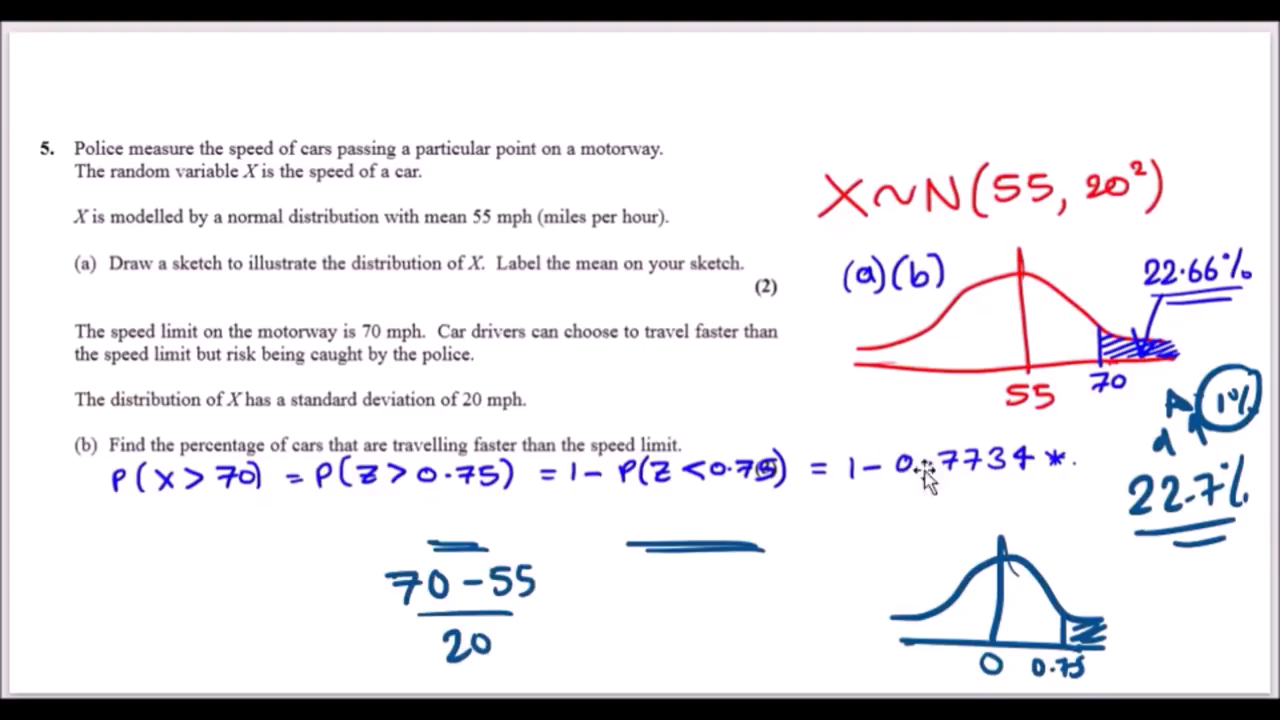 5. Police measure the speed of cars passing a particular point on a motorway.
The random variable X is the speed of a car.
X is modelled by a normal distribution with mean 55 mph (miles per hour).
(a) Draw a sketch to illustrate the distribution of X. Label the mean on your sketch.
(2)
The speed limit on the motorway is 70 mph. Car drivers can choose to travel faster than
the speed limit but risk being caught by the police.
The distribution of X has a standard deviation of 20 mph.
(b) Find the percentage of cars that are travelling faster than the speed limit.
P(X > 70) = P(Z > 0.75) = 1 - P(Z < 0.75) = 1 - 0.7734 *.
70 - 55
20
X ~ N(55, 20²)
(a)(b)
22.66%
55
70
1%
22.7%
0
0.75